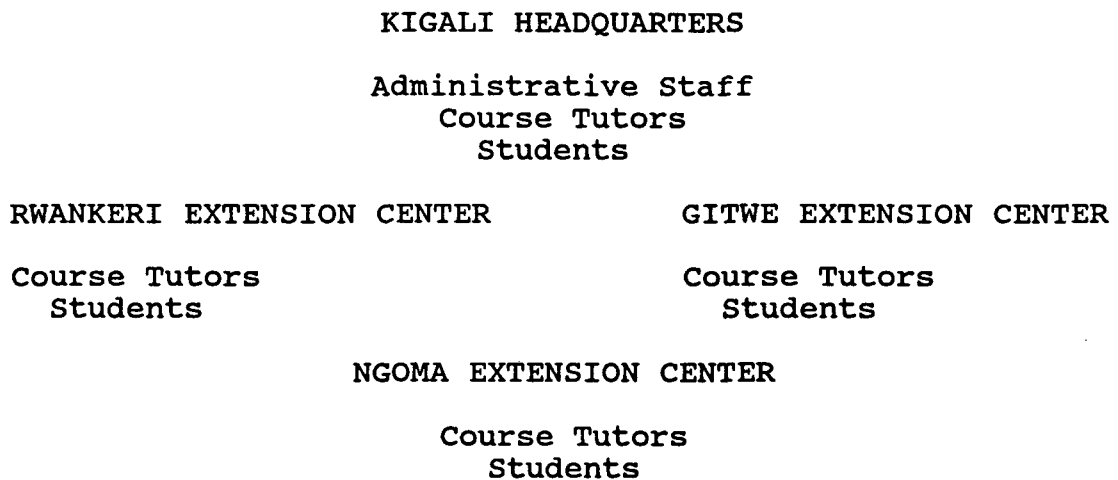 KIGALI HEADQUARTERS
Administrative Staff
Course Tutors
Students
RWANKERI EXTENSION CENTER
Course Tutors
Students
GITWE EXTENSION CENTER
Course Tutors
Students
NGOMA EXTENSION CENTER
Course Tutors
Students